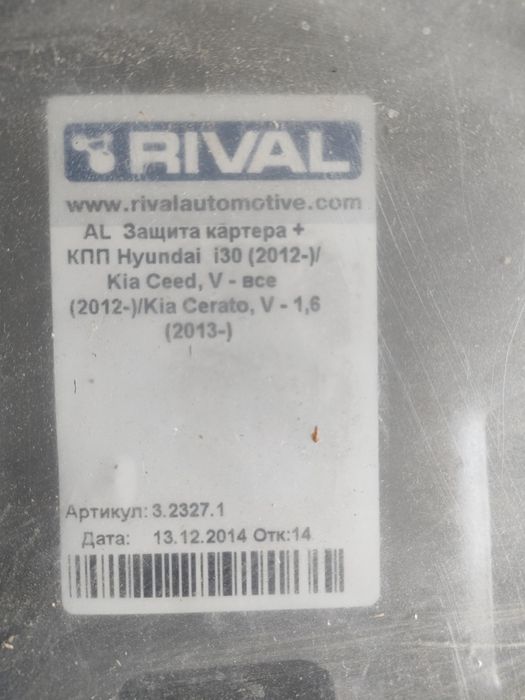 RIVAL
www.rivalautomotive.com
AL Защита картера +
КПП Hyundai i30 (2012-)/
Kia Ceed, V - все
(2012-)/Kia Cerato, V - 1,6
(2013-)
Артикул: 3.2327.1
Дата: 13.12.2014 Отк:14